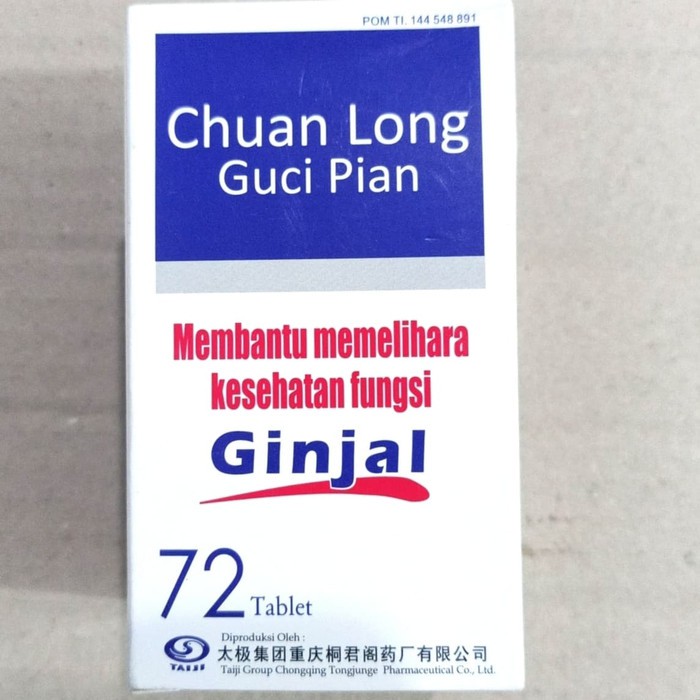 POM TI. 144 548 891
Chuan Long
Guci Pian
Membantu memelihara
kesehatan fungsi
Ginjal
72 Tablet
Diproduksi Oleh :
太极集团重庆桐君阁药厂有限公司
TAIJI
Taiji Group Chongqing Tongjunge Pharmaceutical Co., Ltd.